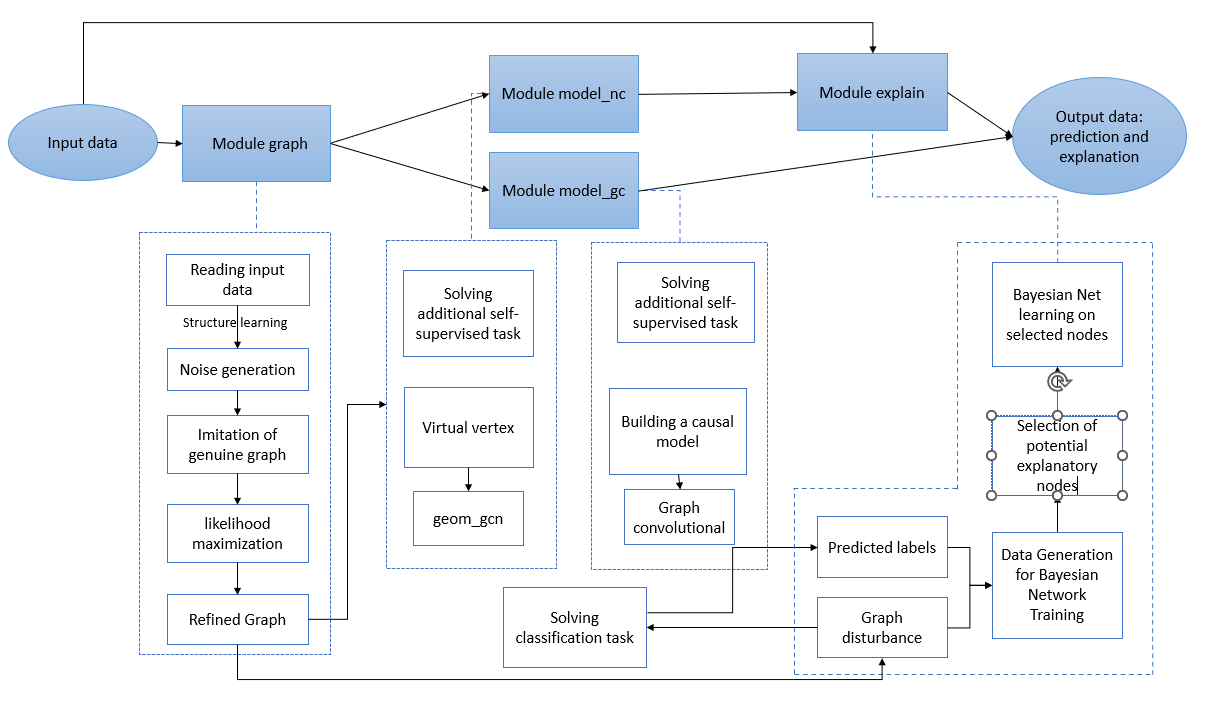 Input data
Module graph
Module model_nc
Module model_gc
Module explain
Output data:
prediction and
explanation
Reading input
data
Structure learning
Noise generation
Imitation of
genuine graph
likelihood
maximization
Refined Graph
Solving
additional self-
supervised task
Virtual vertex
geom_gcn
Solving
additional self-
supervised task
Building a causal
model
Graph
convolutional
Solving
classification task
Predicted labels
Graph
disturbance
Bayesian Net
learning on
selected nodes
Selection of
potential
explanatory
nodes
Data Generation
for Bayesian
Network
Training